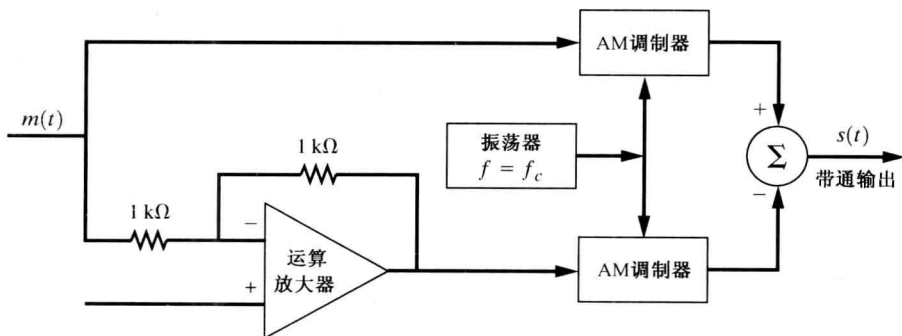 AM调制器
m(t)
振荡器
f = f_c
+
Σ
s(t)
带通输出
−
1 kΩ
1 kΩ
−
运算
放大器
+
AM调制器